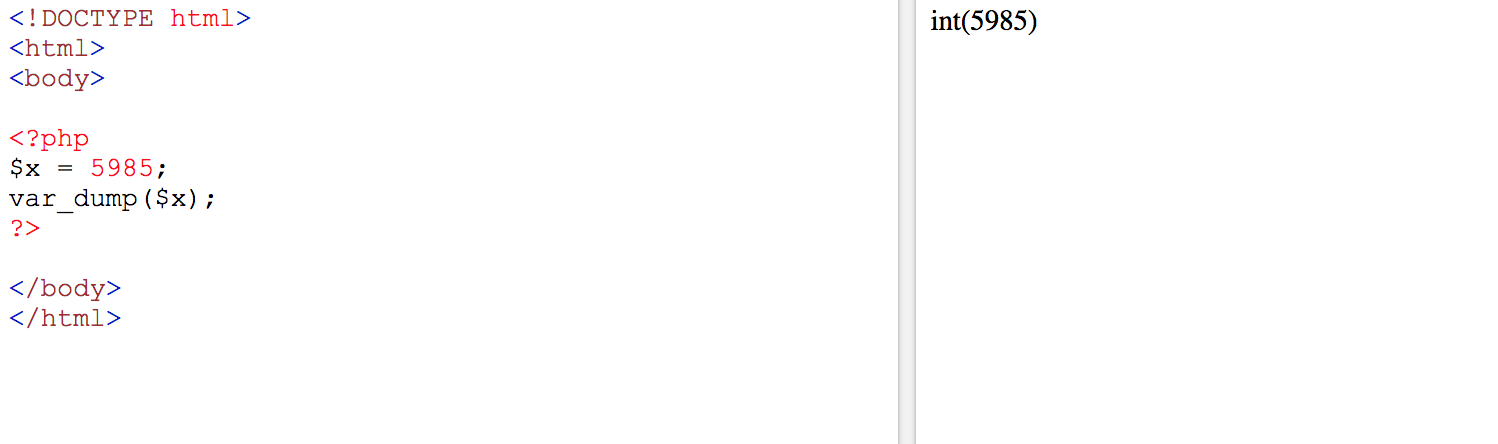 <!DOCTYPE html>
<html>
<body>
<?php
$x = 5985;
var_dump($x);
?>
</body>
</html>
int(5985)